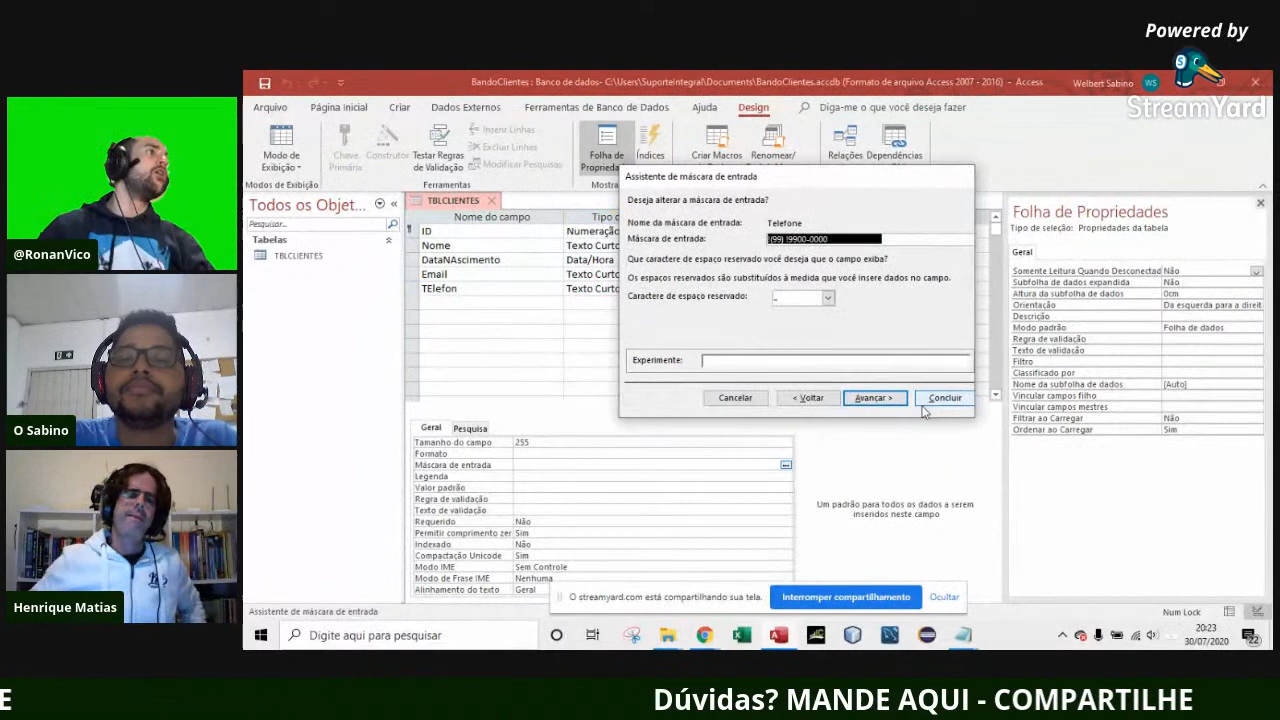 Powered by
StreamYard
BandoClientes : Banco de dados- C:\Users\SuporteIntegral\Documents\BandoClientes.accdb (Formato de arquivo Access 2007 - 2016) - Access
Welbert Sabino
WS
Arquivo Página Inicial Criar Dados Externos Ferramentas de Banco de Dados Ajuda Design Diga-me o que você deseja fazer
Modo de Exibição
Chave Primária
Construtor
Testar Regras de Validação
Insert Linhas
Excluir Linhas
Modificar Pesquisas
Folha de
Índices
Criar Macros
Renomear/
Relações
Dependências
Modos de Exibição
Ferramentas
Todos os Objet...
Pesquisar...
Tabelas
TBLCLIENTES
TBLCLIENTES
Nome do campo
ID Numeração
Nome Texto Curto
DataNAscimento Data/Hora
Email Texto Curto
TElefon Texto Curto
Assistente de máscara de entrada
Deseja alterar a máscara de entrada?
Nome da máscara de entrada: Telefone
Máscara de entrada: !(99) !9900-0000
Que caractere de espaço reservado você deseja que o campo exiba?
Os espaços reservados são substituídos à medida que você insere dados no campo.
Caractere de espaço reservado: _
Experimente:
Cancelar < Voltar Avançar > Concluir
Folha de Propriedades
Tipo de seleção: Propriedades da tabela
Geral
Somente Leitura Quando Desconectad Não
Subfolha de dados expandida Não
Altura da subfolha de dados 0cm
Orientação Da esquerda para a direit
Descrição
Modo padrão Folha de dados
Regra de validação
Texto de validação
Filtro
Classificado por
Nome da subfolha de dados [Auto]
Vincular campos filho
Vincular campos mestres
Filtrar ao Carregar Não
Ordenar ao Carregar Sim
Geral Pesquisa
Tamanho do campo 255
Formato
Máscara de entrada
Legenda
Valor padrão
Regra de validação
Texto de validação
Requerido Não
Permitir comprimento zer Sim
Indexado Não
Compactação Unicode Sim
Modo IME Sem Controle
Modo de Frase IME Nenhuma
Alinhamento do texto Geral
Um padrão para todos os dados a serem
inseridos neste campo
O streamyard.com está compartilhando sua tela. Interromper compartilhamento Ocultar
Assistente de máscara de entrada
Num Lock
Digite aqui para pesquisar
20:23
30/07/2020
22
@RonanVico
O Sabino
Henrique Matias
E Dúvidas? MANDE AQUI - COMPARTILHE